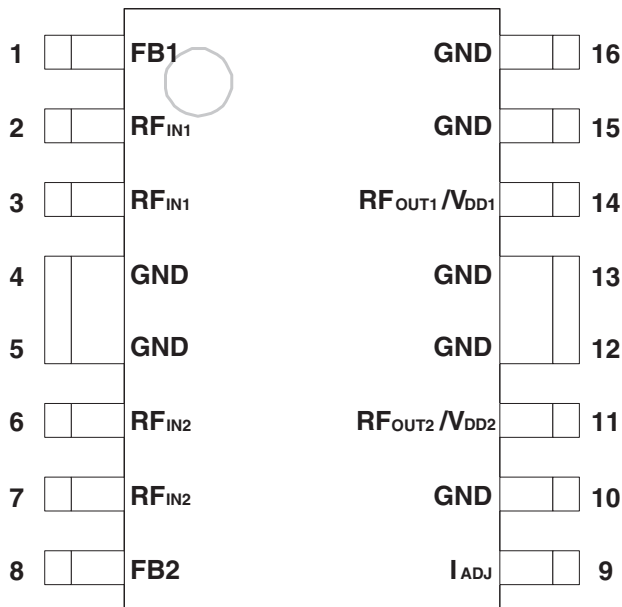 1 FB1 GND 16
2 RFIN1 GND 15
3 RFIN1 RFOUT1/VDD1 14
4 GND GND 13
5 GND GND 12
6 RFIN2 RFOUT2/VDD2 11
7 RFIN2 GND 10
8 FB2 IADJ 9